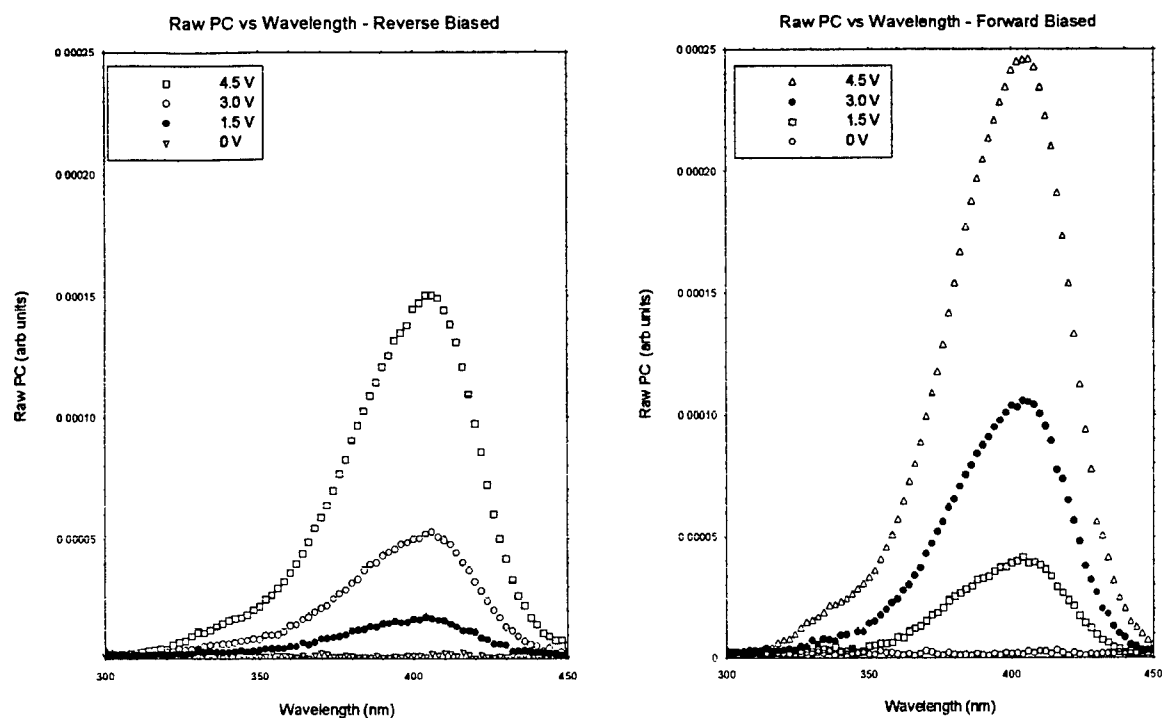 Raw PC vs Wavelength - Reverse Biased
0.00025
4.5 V
3.0 V
1.5 V
0 V
0.00020
0.00015
0.00010
0.00005
0
Raw PC (arb units)
300
350
400
450
Wavelength (nm)
Raw PC vs Wavelength - Forward Biased
0.00025
4.5 V
3.0 V
1.5 V
0 V
0.00020
0.00015
0.00010
0.00005
0
Raw PC (arb units)
300
350
400
450
Wavelength (nm)